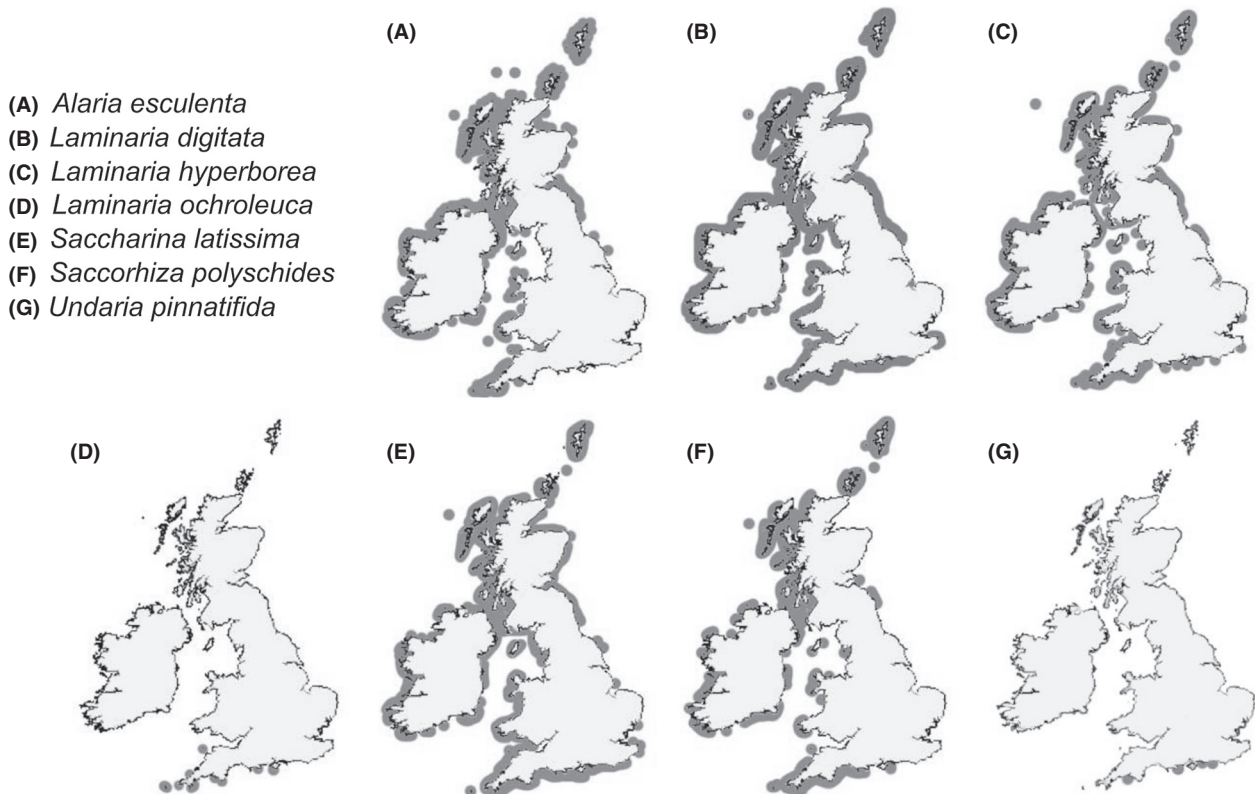 (A) Alaria esculenta
(B) Laminaria digitata
(C) Laminaria hyperborea
(D) Laminaria ochroleuca
(E) Saccharina latissima
(F) Saccorhiza polyschides
(G) Undaria pinnatifida
(A)
(B)
(C)
(D)
(E)
(F)
(G)